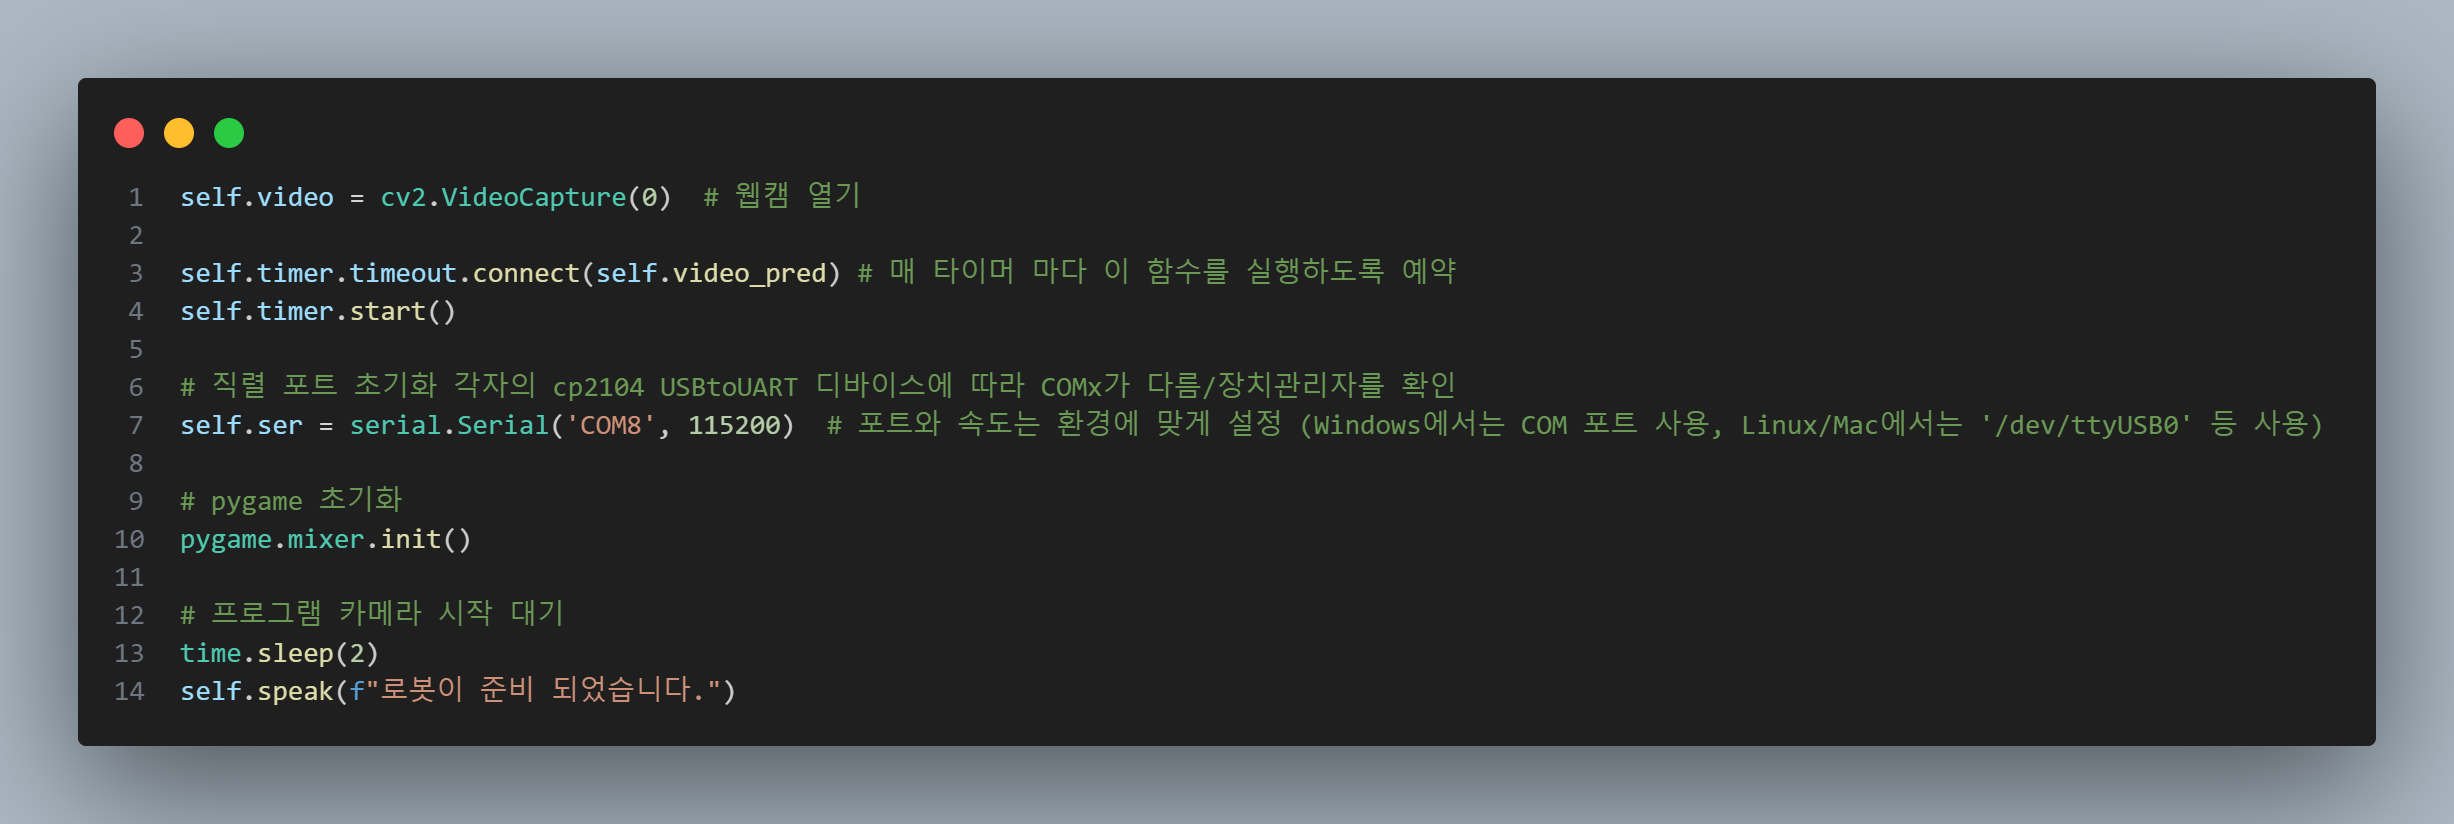 1 self.video = cv2.VideoCapture(0)  # 웹캠 열기
2
3 self.timer.timeout.connect(self.video_pred) # 매 타이머 마다 이 함수를 실행하도록 예약
4 self.timer.start()
5
6 # 직렬 포트 초기화 각자의 cp2104 USBtoUART 디바이스에 따라 COMx가 다름/장치관리자를 확인
7 self.ser = serial.Serial('COM8', 115200)  # 포트와 속도는 환경에 맞게 설정 (Windows에서는 COM 포트 사용, Linux/Mac에서는 '/dev/ttyUSB0' 등 사용)
8
9 # pygame 초기화
10 pygame.mixer.init()
11
12 # 프로그램 카메라 시작 대기
13 time.sleep(2)
14 self.speak(f"로봇이 준비 되었습니다.")